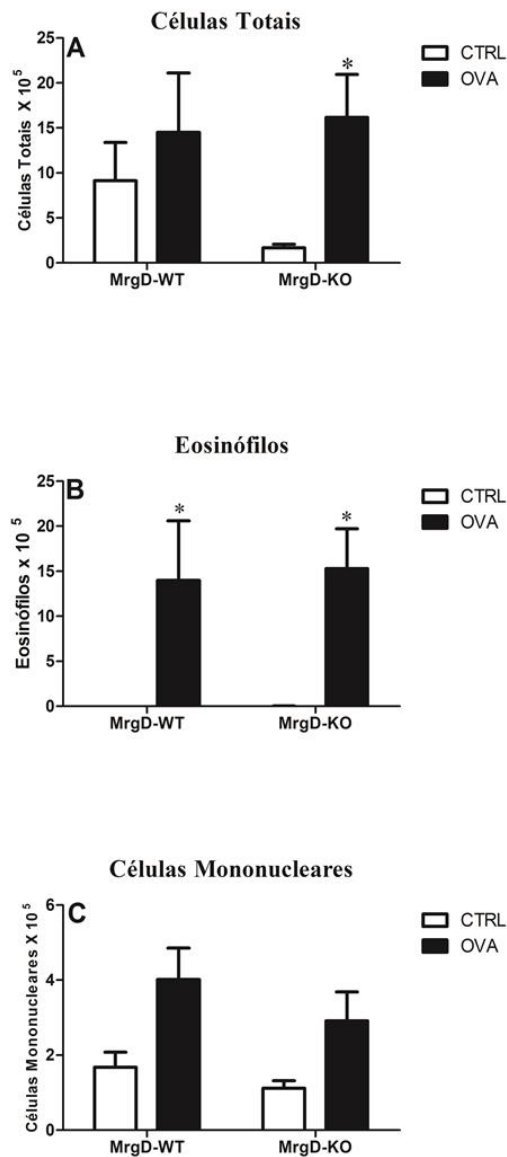 Células Totais
A
Células Totais X 10⁵
25
20
15
10
5
0
*
CTRL
OVA
MrgD-WT MrgD-KO
Eosinófilos
B
Eosinófilos x 10⁵
25
20
15
10
5
0
* *
CTRL
OVA
MrgD-WT MrgD-KO
Células Mononucleares
C
Células Mononucleares X 10⁵
6
4
2
0
CTRL
OVA
MrgD-WT MrgD-KO